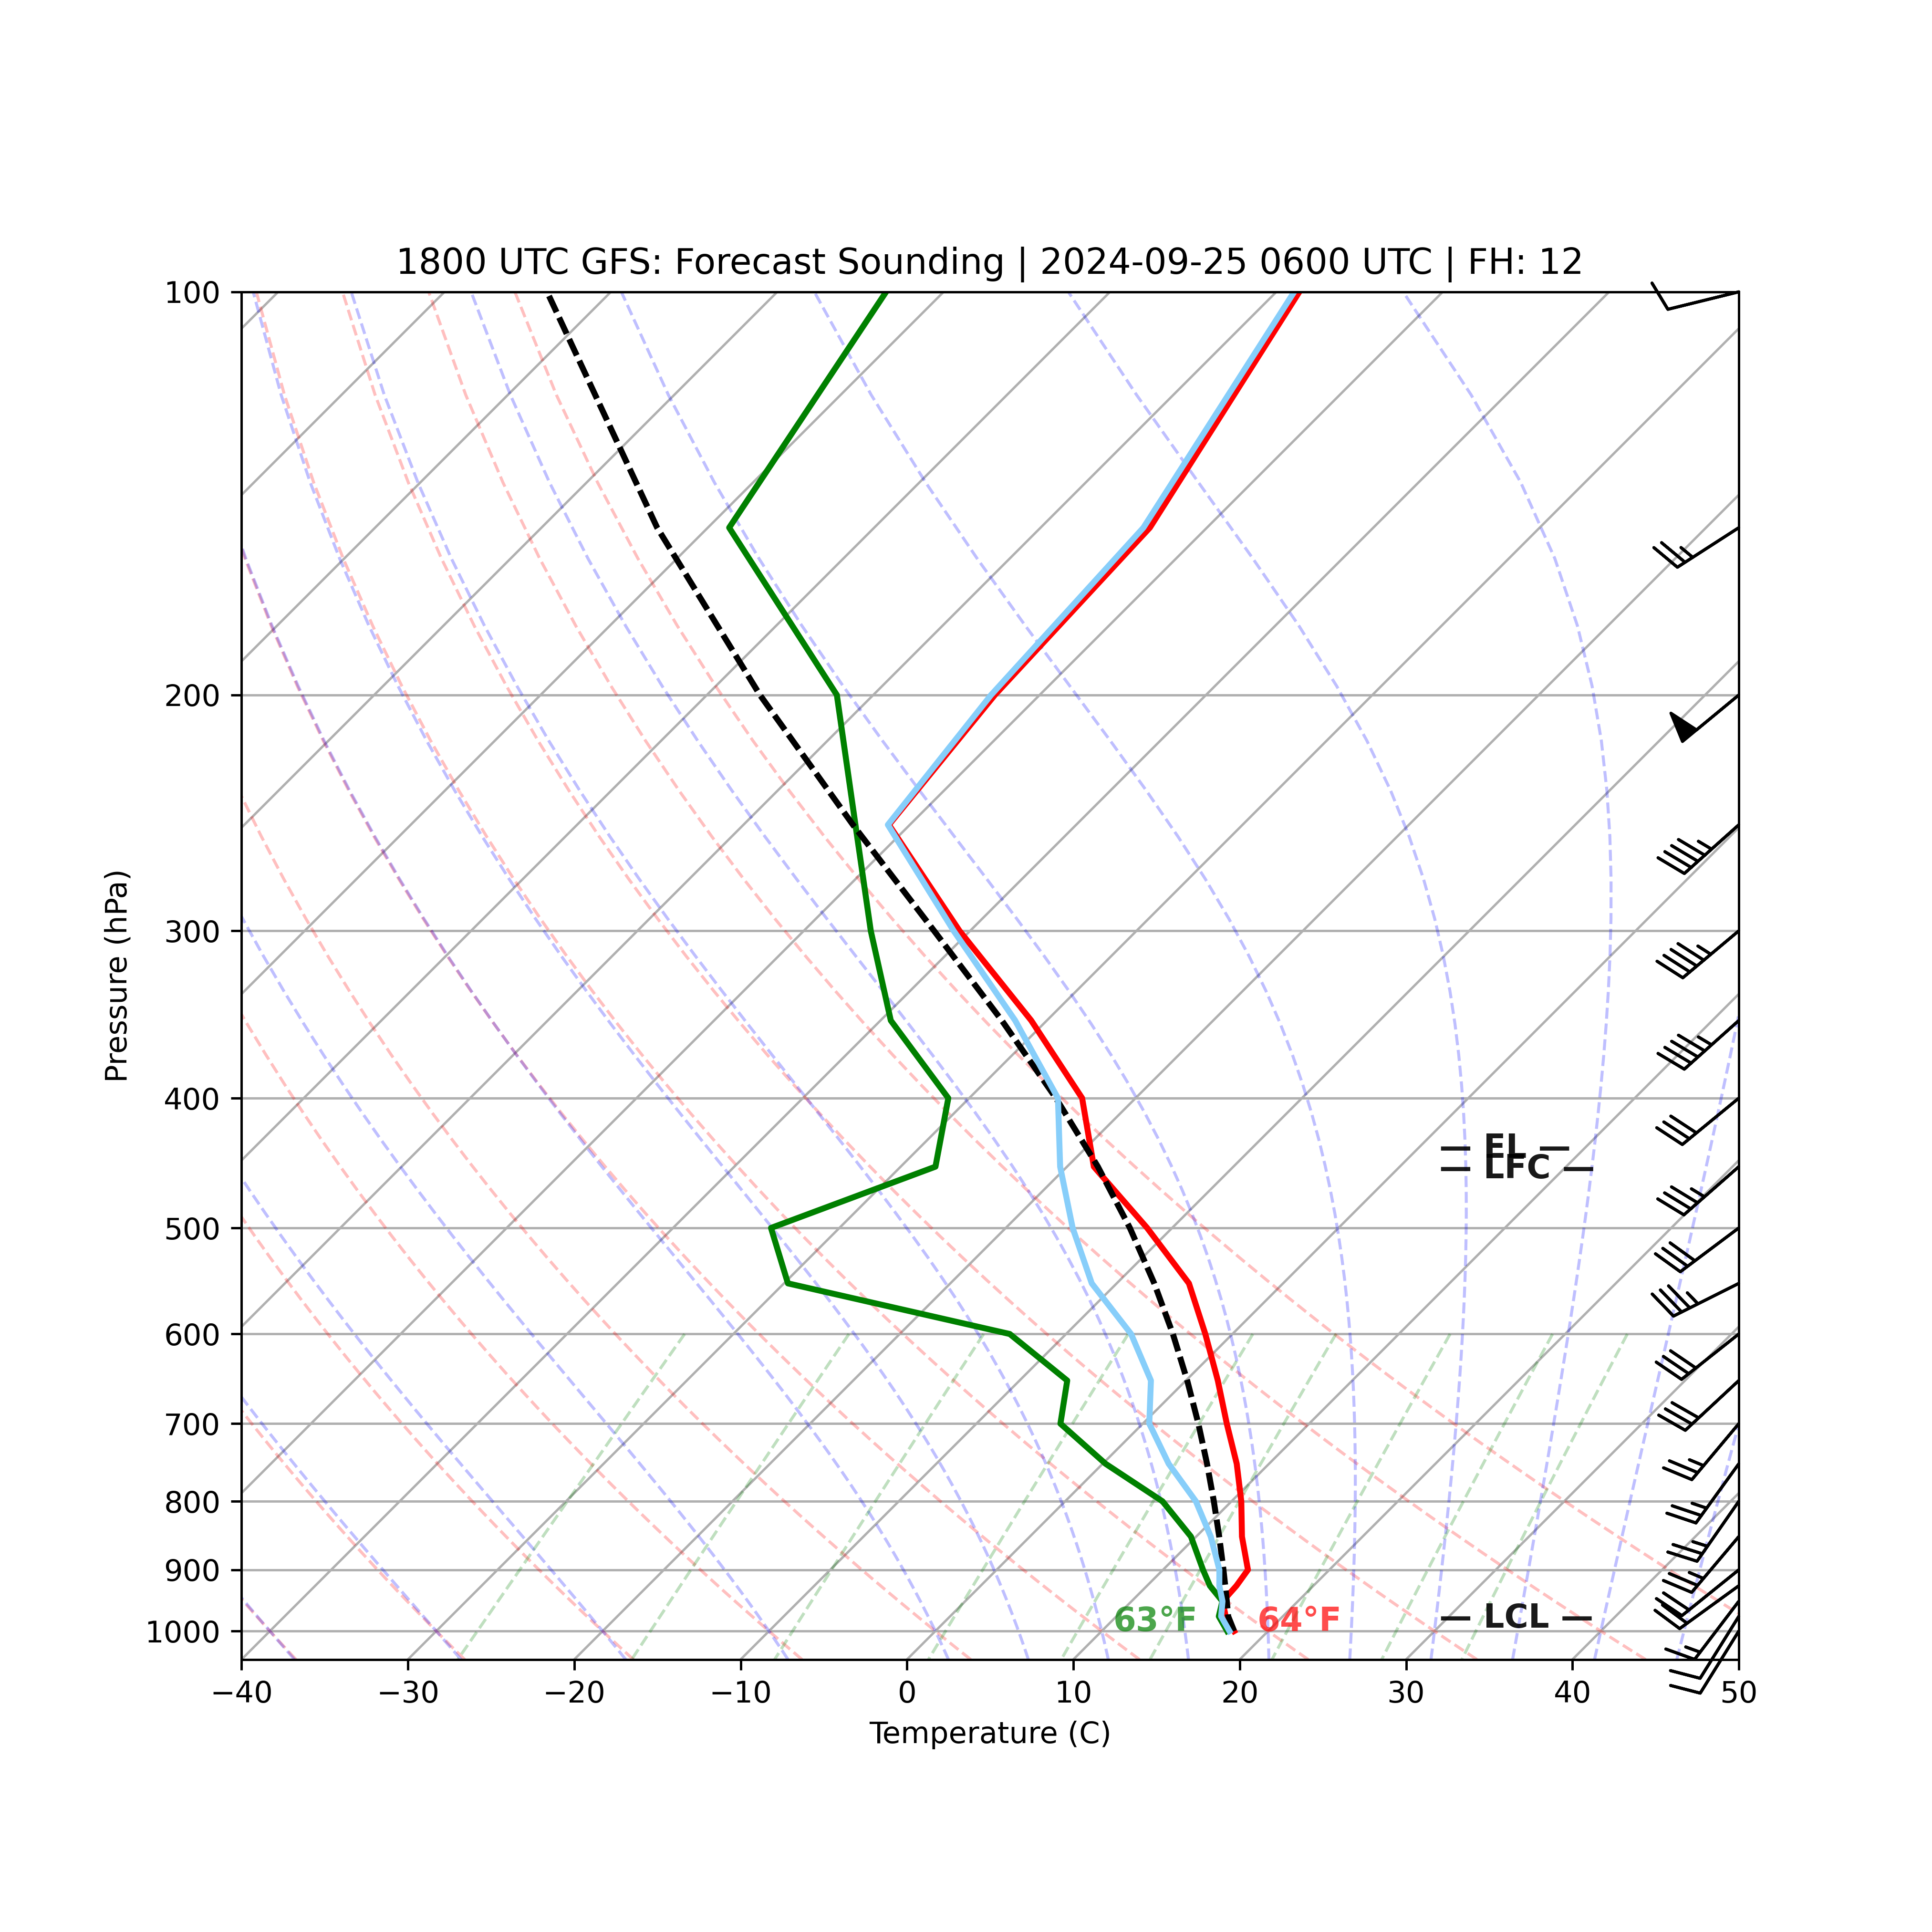 1800 UTC GFS: Forecast Sounding | 2024-09-25 0600 UTC | FH: 12
100
200
300
400
500
600
700
800
900
1000
Pressure (hPa)
— EL —
— LFC —
— LCL —
63°F
64°F
−40 −30 −20 −10 0 10 20 30 40 50
Temperature (C)